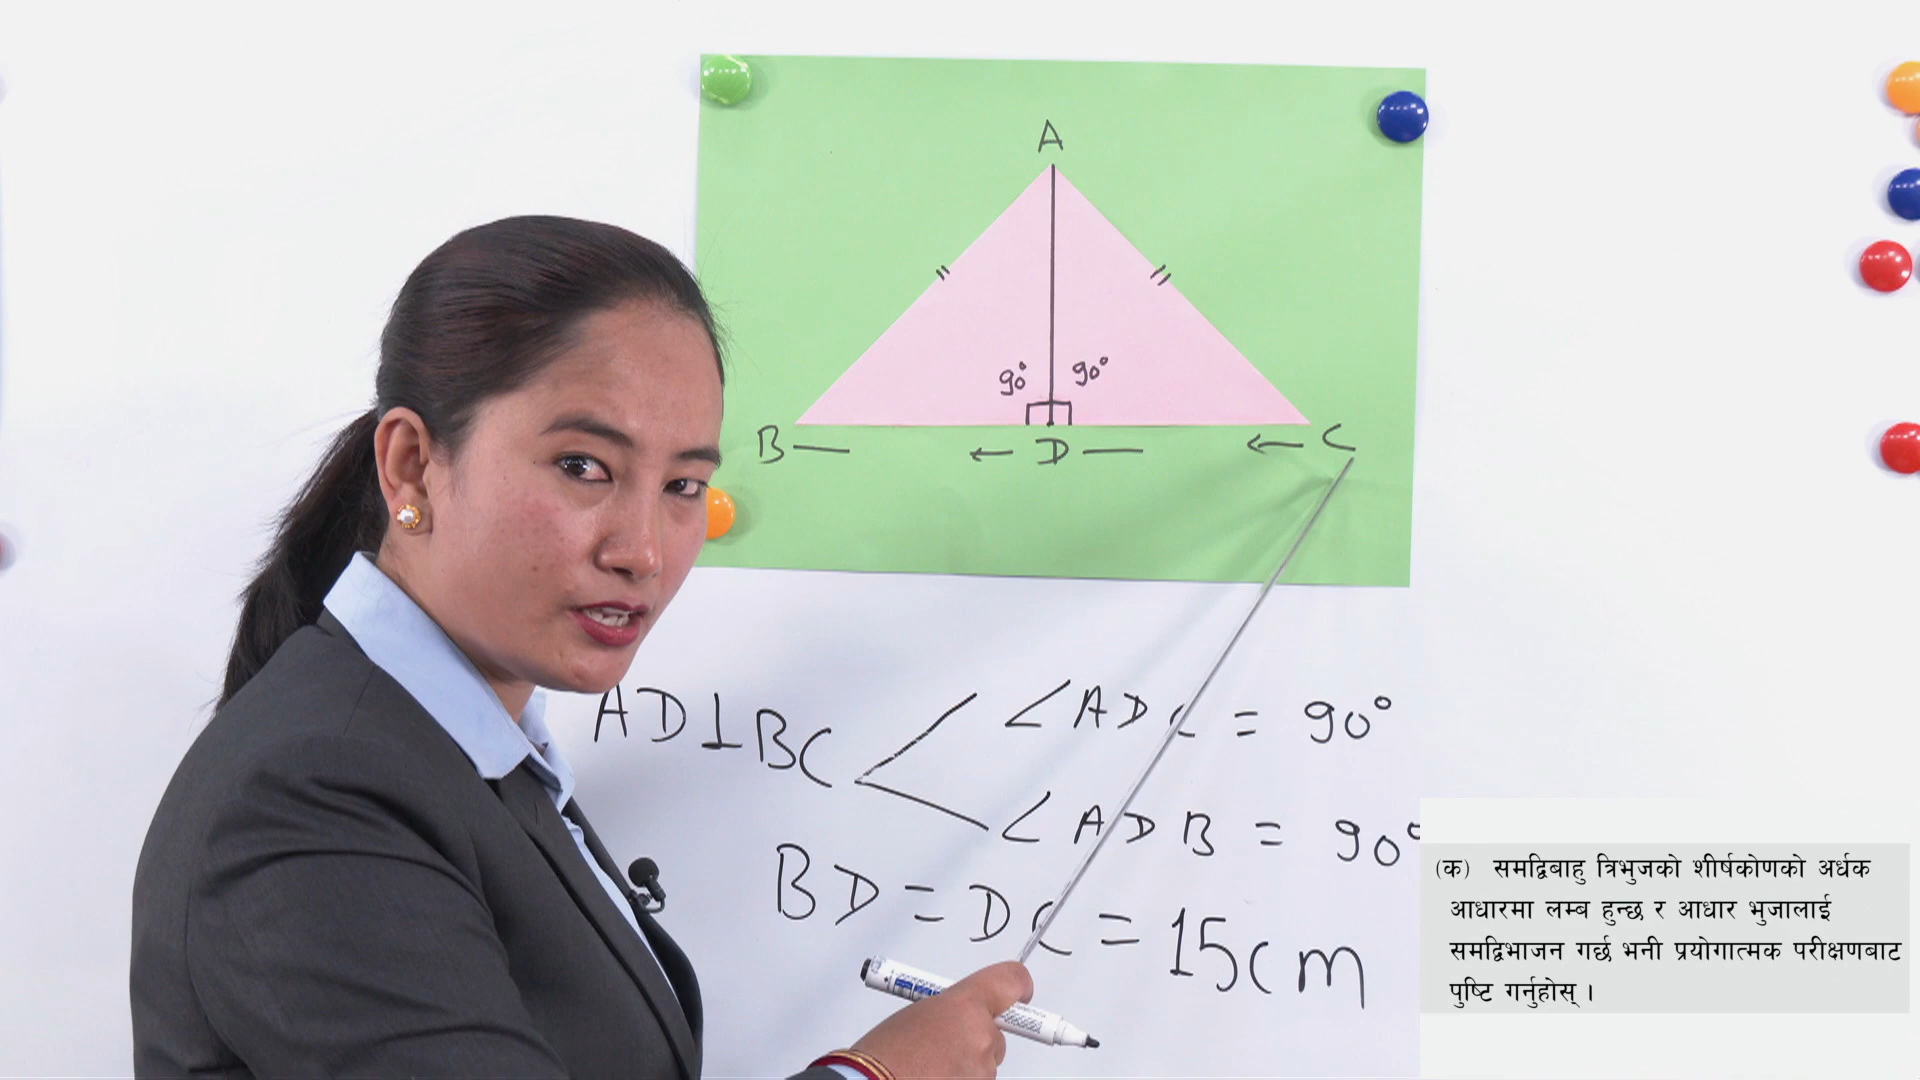 A
90° 90°
B — ← D — ← C
AD⊥BC
∠ADC = 90°
∠ADB = 90°
BD = DC = 15cm
(क) समद्विबाहु त्रिभुजको शीर्षकोणको अर्धक
आधारमा लम्ब हुन्छ र आधार भुजालाई
समद्विभाजन गर्छ भनी प्रयोगात्मक परीक्षणबाट
पुष्टि गर्नुहोस् ।